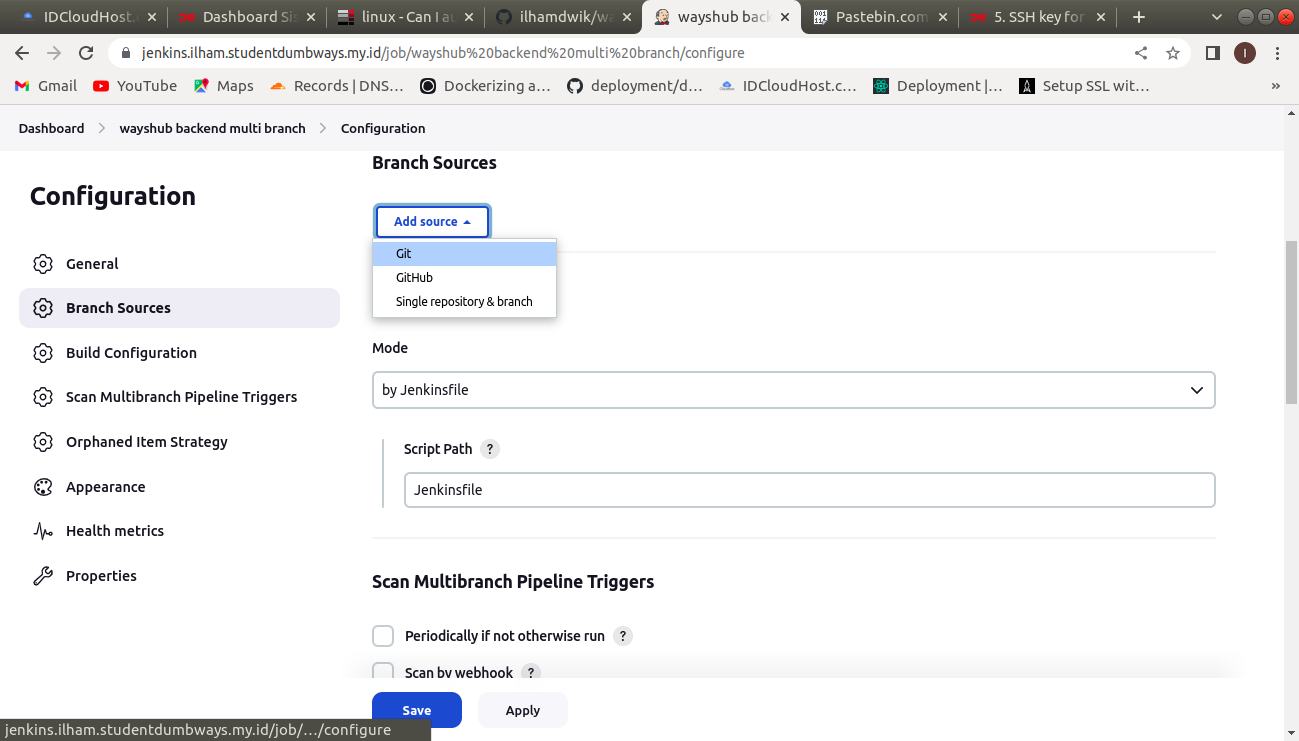 IDCloudHost.c
Dashboard Sis
linux - Can I au
ilhamdwik/wa
wayshub back
Pastebin.com
5. SSH key for
jenkins.ilham.studentdumbways.my.id/job/wayshub%20backend%20multi%20branch/configure
I
Gmail
YouTube
Maps
Records | DNS...
Dockerizing a...
deployment/d...
IDCloudHost.c...
Deployment |...
Setup SSL wit...
»
Dashboard
wayshub backend multi branch
Configuration
Configuration
General
Branch Sources
Build Configuration
Scan Multibranch Pipeline Triggers
Orphaned Item Strategy
Appearance
Health metrics
Properties
Branch Sources
Add source
Git
GitHub
Single repository & branch
Mode
by Jenkinsfile
Script Path ?
Jenkinsfile
Scan Multibranch Pipeline Triggers
Periodically if not otherwise run ?
Scan by webhook ?
Save
Apply
jenkins.ilham.studentdumbways.my.id/job/.../configure